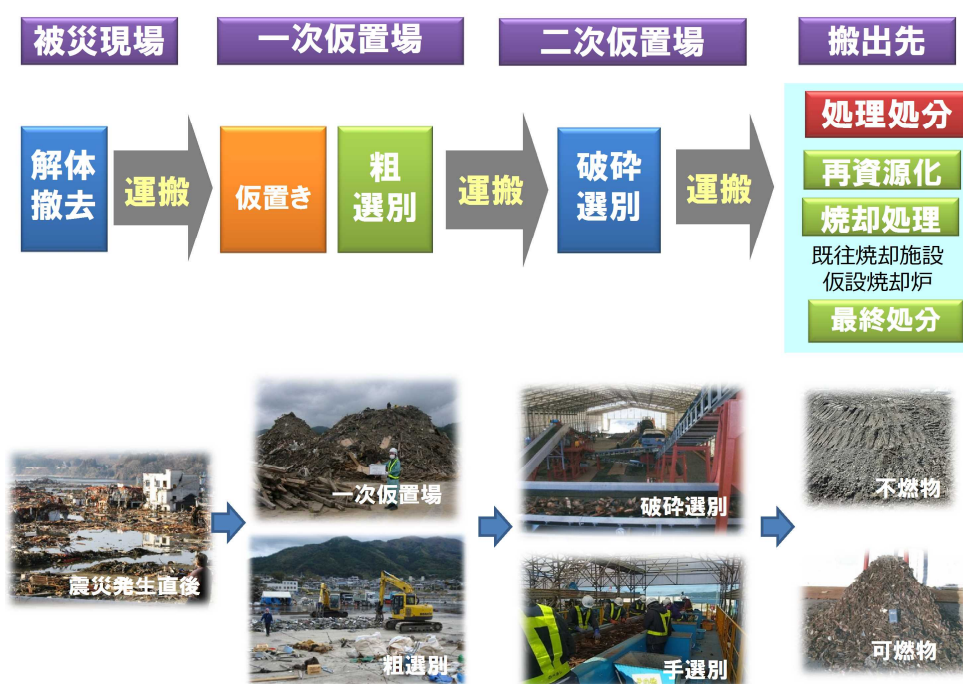 被災現場
一次仮置場
二次仮置場
搬出先
解体
撤去
運搬
仮置き
粗
選別
運搬
破砕
選別
運搬
処理処分
再資源化
焼却処理
既往焼却施設
仮設焼却炉
最終処分
震災発生直後
一次仮置場
粗選別
破砕選別
手選別
不燃物
可燃物